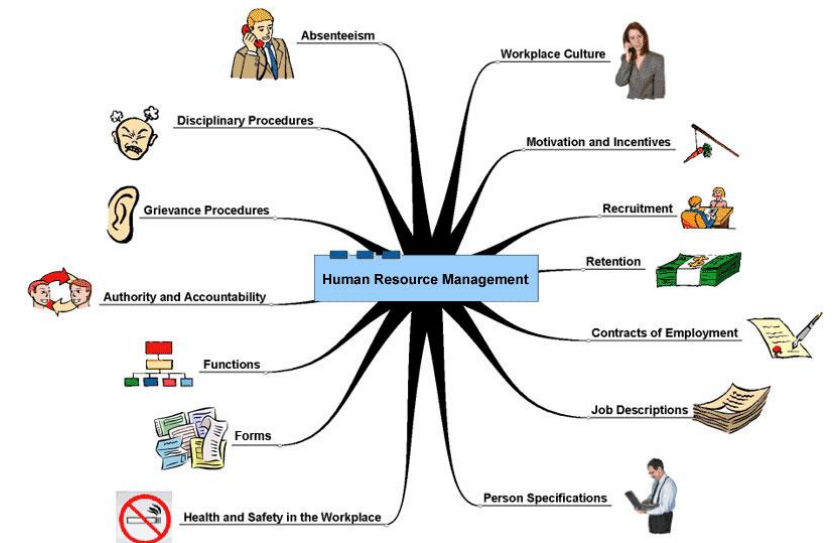 Absenteeism
Workplace Culture
Disciplinary Procedures
Motivation and Incentives
Grievance Procedures
Recruitment
Retention
Human Resource Management
Authority and Accountability
Contracts of Employment
Functions
Job Descriptions
Forms
Person Specifications
Health and Safety in the Workplace